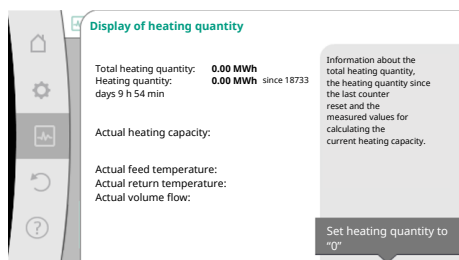 Display of heating quantity
Total heating quantity: 0.00 MWh
Heating quantity: 0.00 MWh since 18733
days 9 h 54 min
Actual heating capacity:
Actual feed temperature:
Actual return temperature:
Actual volume flow:
Information about the
total heating quantity,
the heating quantity since
the last counter
reset and the
measured values for
calculating the
current heating capacity.
Set heating quantity to
“0”
?